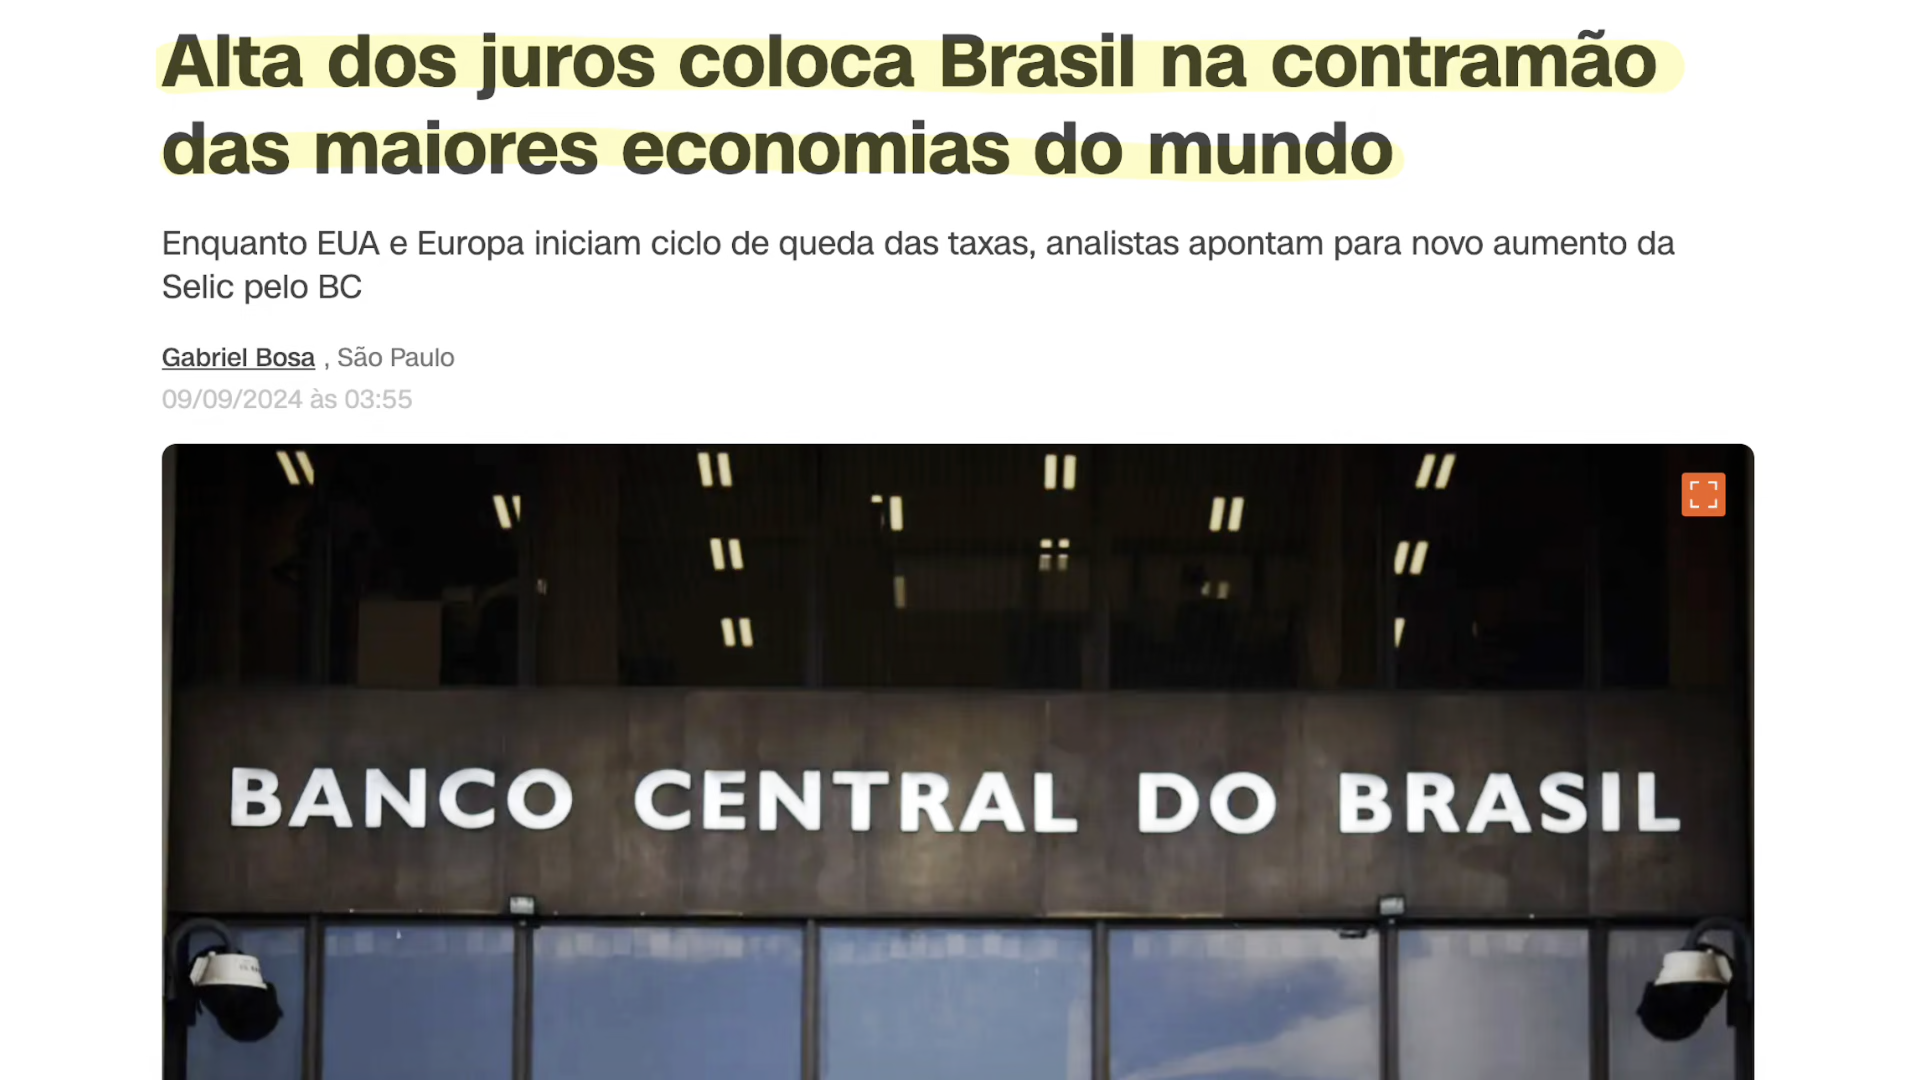 Alta dos juros coloca Brasil na contramão
das maiores economias do mundo
Enquanto EUA e Europa iniciam ciclo de queda das taxas, analistas apontam para novo aumento da
Selic pelo BC
Gabriel Bosa , São Paulo
09/09/2024 às 03:55
BANCO CENTRAL DO BRASIL